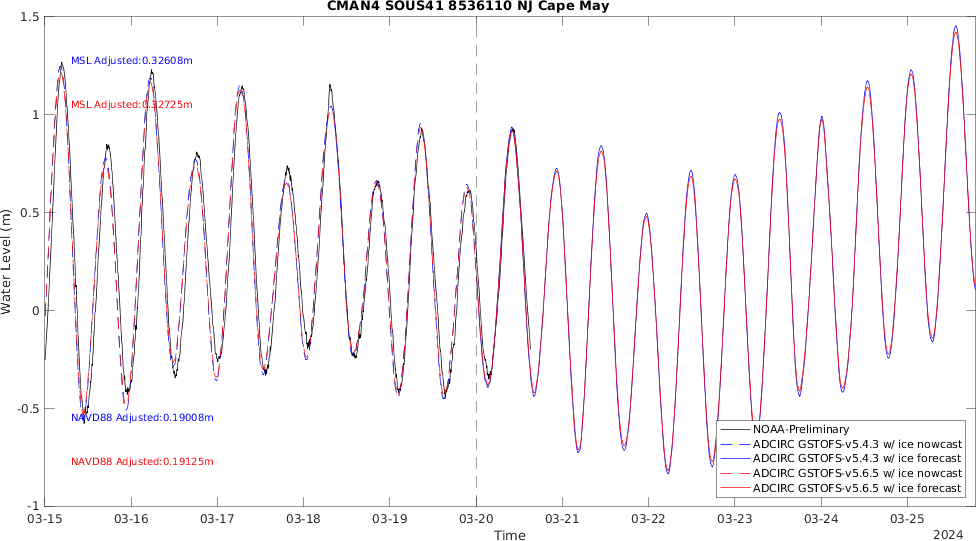 CMAN4 SOUS41 8536110 NJ Cape May
1.5
MSL Adjusted:0.32608m
MSL Adjusted:0.32725m
1
0.5
0
-0.5
-1
Water Level (m)
NAVD88 Adjusted:0.19008m
NAVD88 Adjusted:0.19125m
NOAA-Preliminary
ADCIRC GSTOFS-v5.4.3 w/ ice nowcast
ADCIRC GSTOFS-v5.4.3 w/ ice forecast
ADCIRC GSTOFS-v5.6.5 w/ ice nowcast
ADCIRC GSTOFS-v5.6.5 w/ ice forecast
03-15 03-16 03-17 03-18 03-19 03-20 03-21 03-22 03-23 03-24 03-25
Time
2024